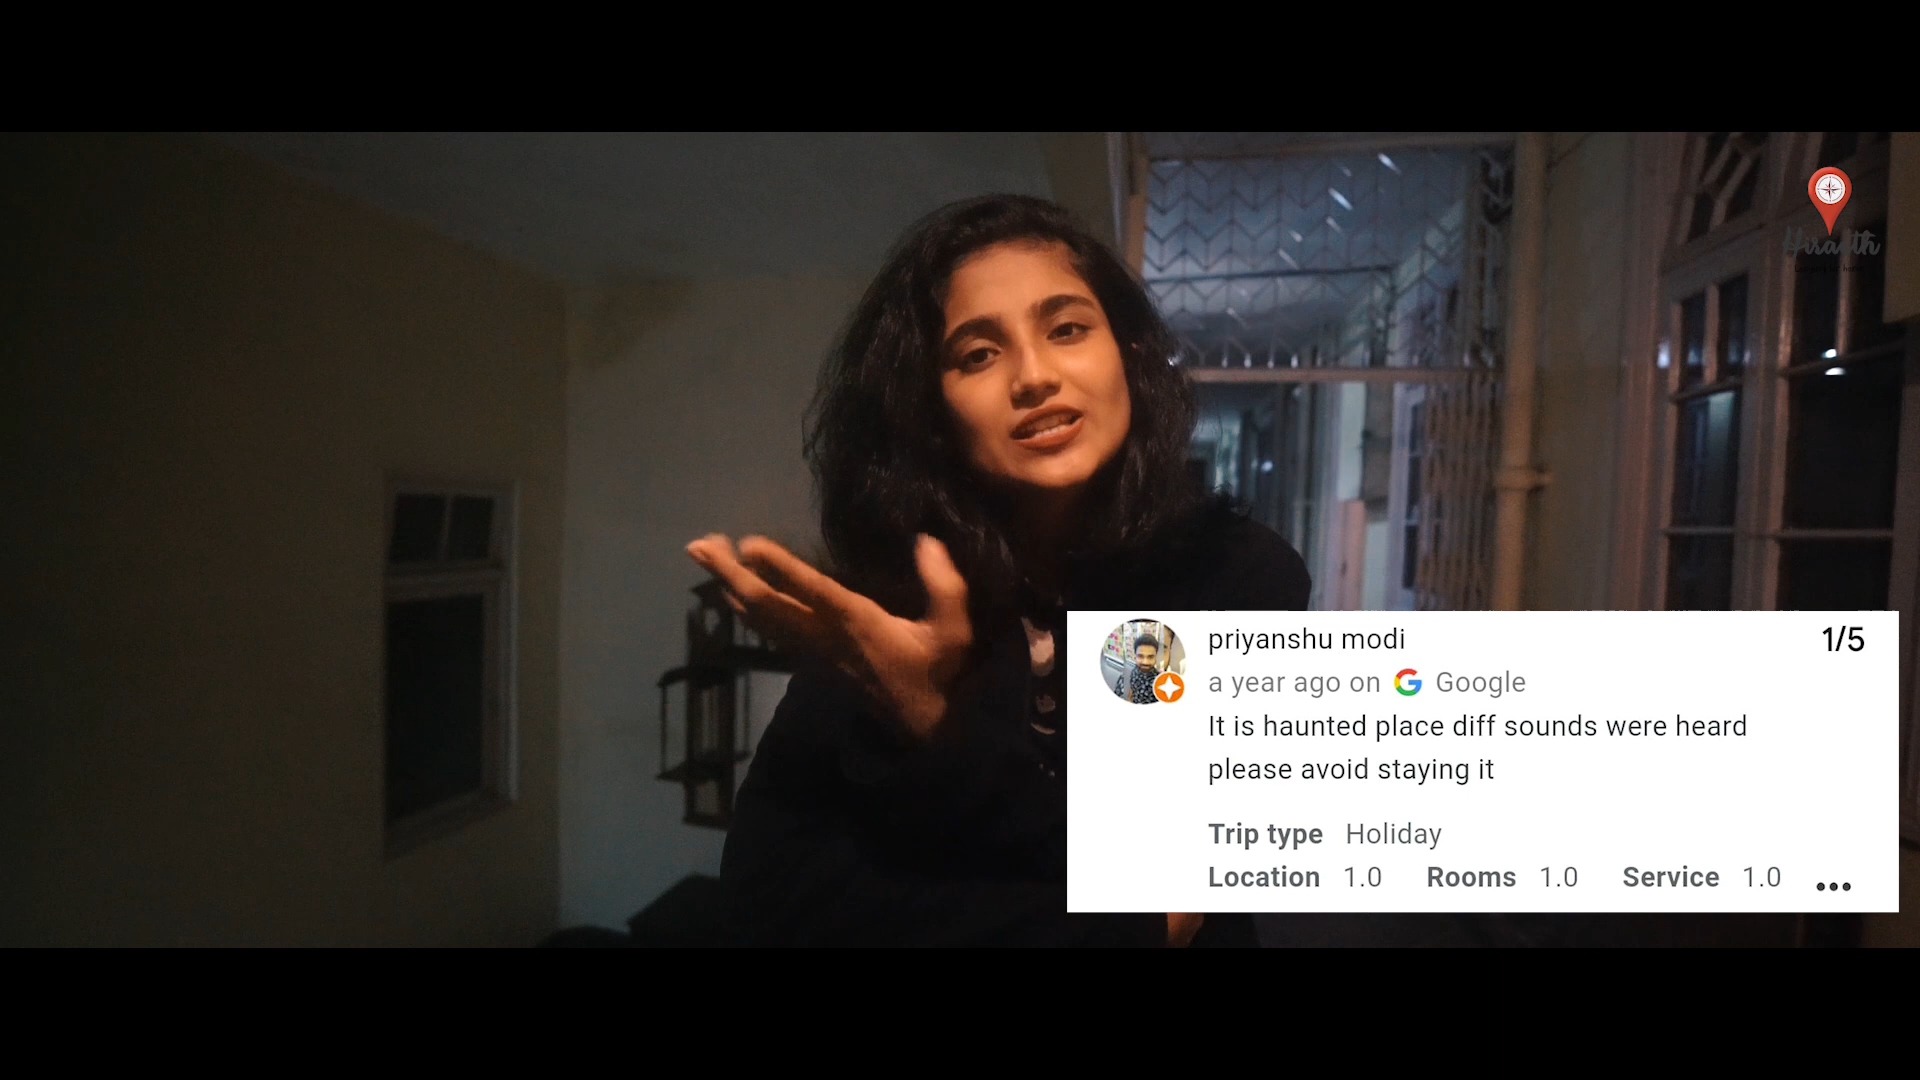 priyanshu modi
1/5
a year ago on Google
It is haunted place diff sounds were heard
please avoid staying it
Trip type Holiday
Location 1.0 Rooms 1.0 Service 1.0